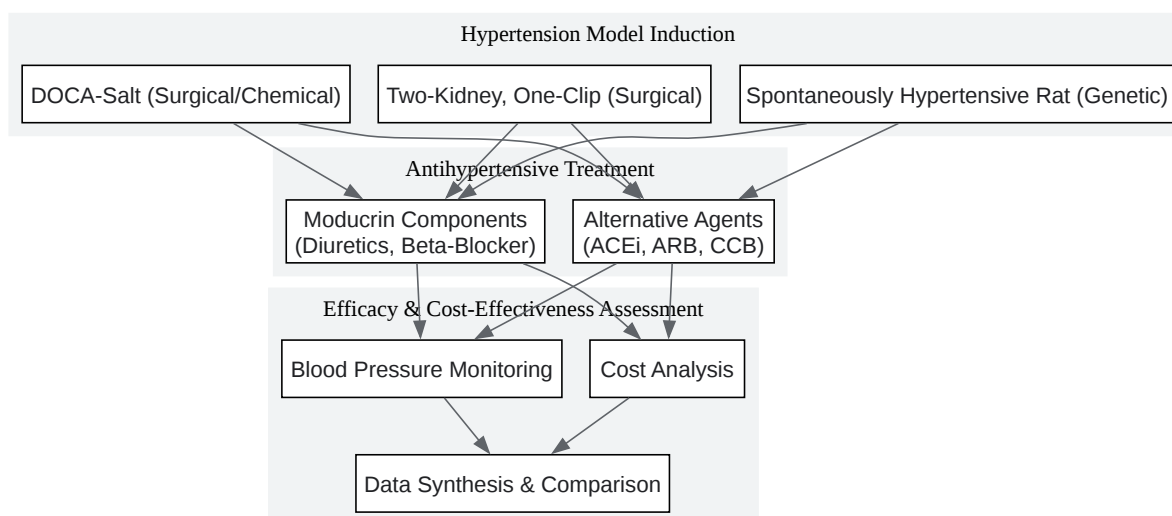 Hypertension Model Induction
DOCA-Salt (Surgical/Chemical)
Two-Kidney, One-Clip (Surgical)
Spontaneously Hypertensive Rat (Genetic)
Antihypertensive Treatment
Moducrin Components
(Diuretics, Beta-Blocker)
Alternative Agents
(ACEi, ARB, CCB)
Efficacy & Cost-Effectiveness Assessment
Blood Pressure Monitoring
Cost Analysis
Data Synthesis & Comparison